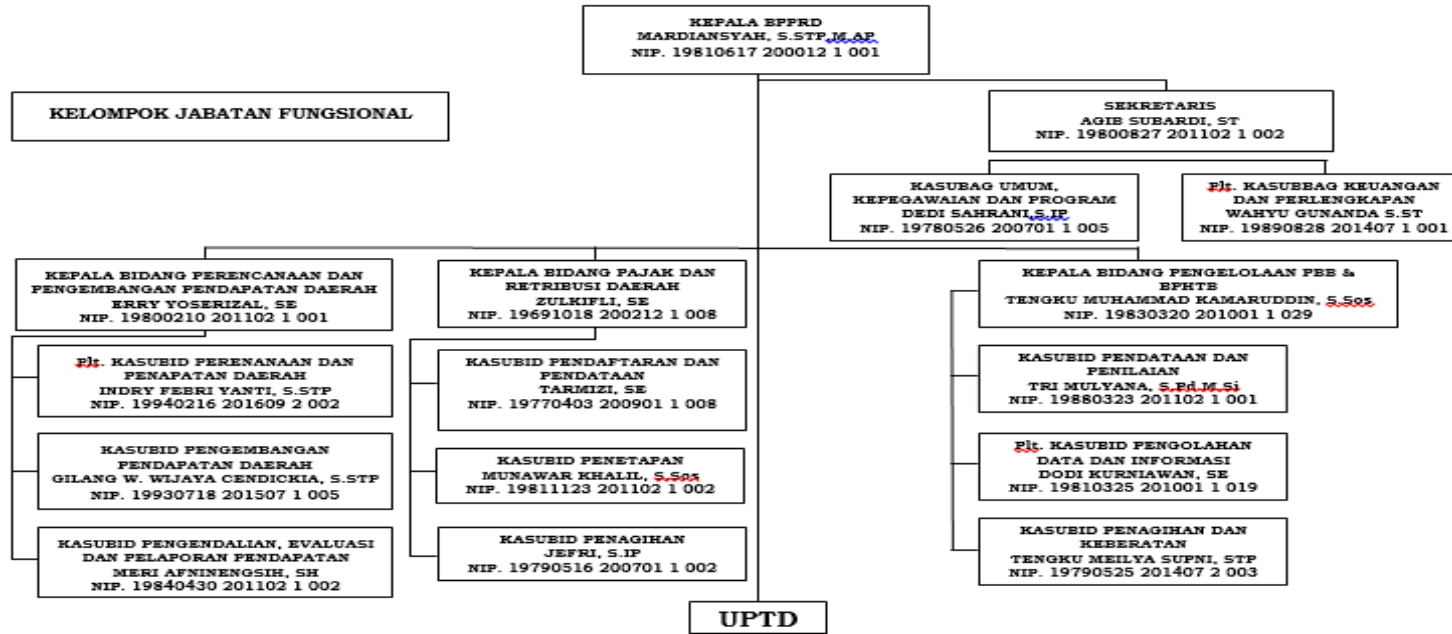 KEPALA BPPRD
MARDIANSYAH, S.STP,M.AP
NIP. 19810617 200012 1 001
KELOMPOK JABATAN FUNGSIONAL
SEKRETARIS
AGIB SUBARDI, ST
NIP. 19800827 201102 1 002
KASUBAG UMUM,
KEPEGAWAIAN DAN PROGRAM
DEDI SAHRANI,S.IP
NIP. 19780526 200701 1 005
Plt. KASUBBAG KEUANGAN
DAN PERLENGKAPAN
WAHYU GUNANDA S.ST
NIP. 19890828 201407 1 001
KEPALA BIDANG PERENCANAAN DAN
PENGEMBANGAN PENDAPATAN DAERAH
ERRY YOSERIZAL, SE
NIP. 19800210 201102 1 001
KEPALA BIDANG PAJAK DAN
RETRIBUSI DAERAH
ZULKIFLI, SE
NIP. 19691018 200212 1 008
KEPALA BIDANG PENGELOLAAN PBB &
BPHTB
TENGKU MUHAMMAD KAMARUDDIN, S.Sos
NIP. 19830320 201001 1 029
Plt. KASUBID PERENANAAN DAN
PENAPATAN DAERAH
INDRY FEBRI YANTI, S.STP
NIP. 19940216 201609 2 002
KASUBID PENDAFTARAN DAN
PENDATAAN
TARMIZI, SE
NIP. 19770403 200901 1 008
KASUBID PENDATAAN DAN
PENILAIAN
TRI MULYANA, S.Pd,M.Si
NIP. 19880323 201102 1 001
KASUBID PENGEMBANGAN
PENDAPATAN DAERAH
GILANG W. WIJAYA CENDICKIA, S.STP
NIP. 19930718 201507 1 005
KASUBID PENETAPAN
MUNAWAR KHALIL, S.Sos
NIP. 19811123 201102 1 002
Plt. KASUBID PENGOLAHAN
DATA DAN INFORMASI
DODI KURNIAWAN, SE
NIP. 19810325 201001 1 019
KASUBID PENGENDALIAN, EVALUASI
DAN PELAPORAN PENDAPATAN
MERI AFNINENGSIH, SH
NIP. 19840430 201102 1 002
KASUBID PENAGIHAN
JEFRI, S.IP
NIP. 19790516 200701 1 002
KASUBID PENAGIHAN DAN
KEBERATAN
TENGKU MEILYA SUPNI, STP
NIP. 19790525 201407 2 003
UPTD